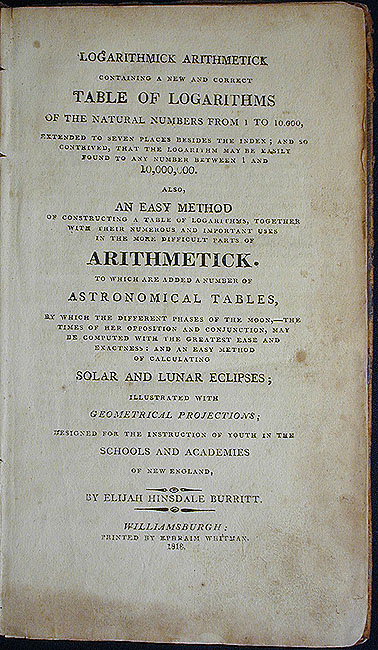 LOGARITHMICK ARITHMETICK
CONTAINING A NEW AND CORRECT
TABLE OF LOGARITHMS
OF THE NATURAL NUMBERS FROM 1 TO 10.000,
EXTENDED TO SEVEN PLACES BESIDES THE INDEX; AND SO
CONTRIVED, THAT THE LOGARITHM MAY BE EASILY
FOUND TO ANY NUMBER BETWEEN 1 AND
10,000,000.
ALSO,
AN EASY METHOD
OF CONSTRUCTING A TABLE OF LOGARITHMS, TOGETHER
WITH THEIR NUMEROUS AND IMPORTANT USES
IN THE MORE DIFFICULT PARTS OF
ARITHMETICK.
TO WHICH ARE ADDED A NUMBER OF
ASTRONOMICAL TABLES,
BY WHICH THE DIFFERENT PHASES OF THE MOON,—THE
TIMES OF HER OPPOSITION AND CONJUNCTION, MAY
BE COMPUTED WITH THE GREATEST EASE AND
EXACTNESS: AND AN EASY METHOD
OF CALCULATING
SOLAR AND LUNAR ECLIPSES;
ILLUSTRATED WITH
GEOMETRICAL PROJECTIONS;
DESIGNED FOR THE INSTRUCTION OF YOUTH IN THE
SCHOOLS AND ACADEMIES
OF NEW ENGLAND,
BY ELIJAH HINSDALE BURRITT.
WILLIAMSBURGH:
PRINTED BY EPHRAIM WHITMAN.
1818.